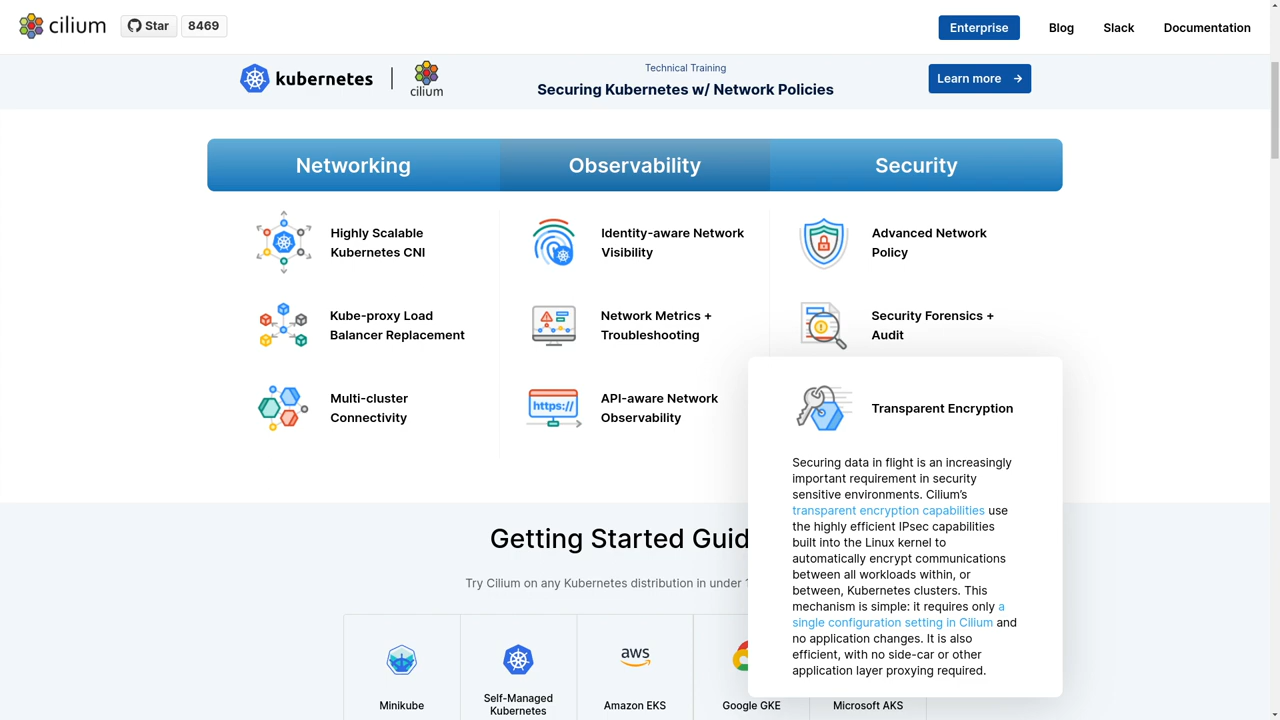 cilium
Star
8469
Enterprise
Blog
Slack
Documentation
kubernetes
cilium
Technical Training
Securing Kubernetes w/ Network Policies
Learn more →
Networking
Observability
Security
Highly Scalable
Kubernetes CNI
Identity-aware Network
Visibility
Advanced Network
Policy
Kube-proxy Load
Balancer Replacement
Network Metrics +
Troubleshooting
Security Forensics +
Audit
Multi-cluster
Connectivity
https://
API-aware Network
Observability
Transparent Encryption
Securing data in flight is an increasingly
important requirement in security
sensitive environments. Cilium’s
transparent encryption capabilities use
the highly efficient IPsec capabilities
built into the Linux kernel to
automatically encrypt communications
between all workloads within, or
between, Kubernetes clusters. This
mechanism is simple: it requires only a
single configuration setting in Cilium and
no application changes. It is also
efficient, with no side-car or other
application layer proxying required.
Getting Started Guid
Try Cilium on any Kubernetes distribution in under
Minikube
Self-Managed
Kubernetes
aws
Amazon EKS
Google GKE
Microsoft AKS